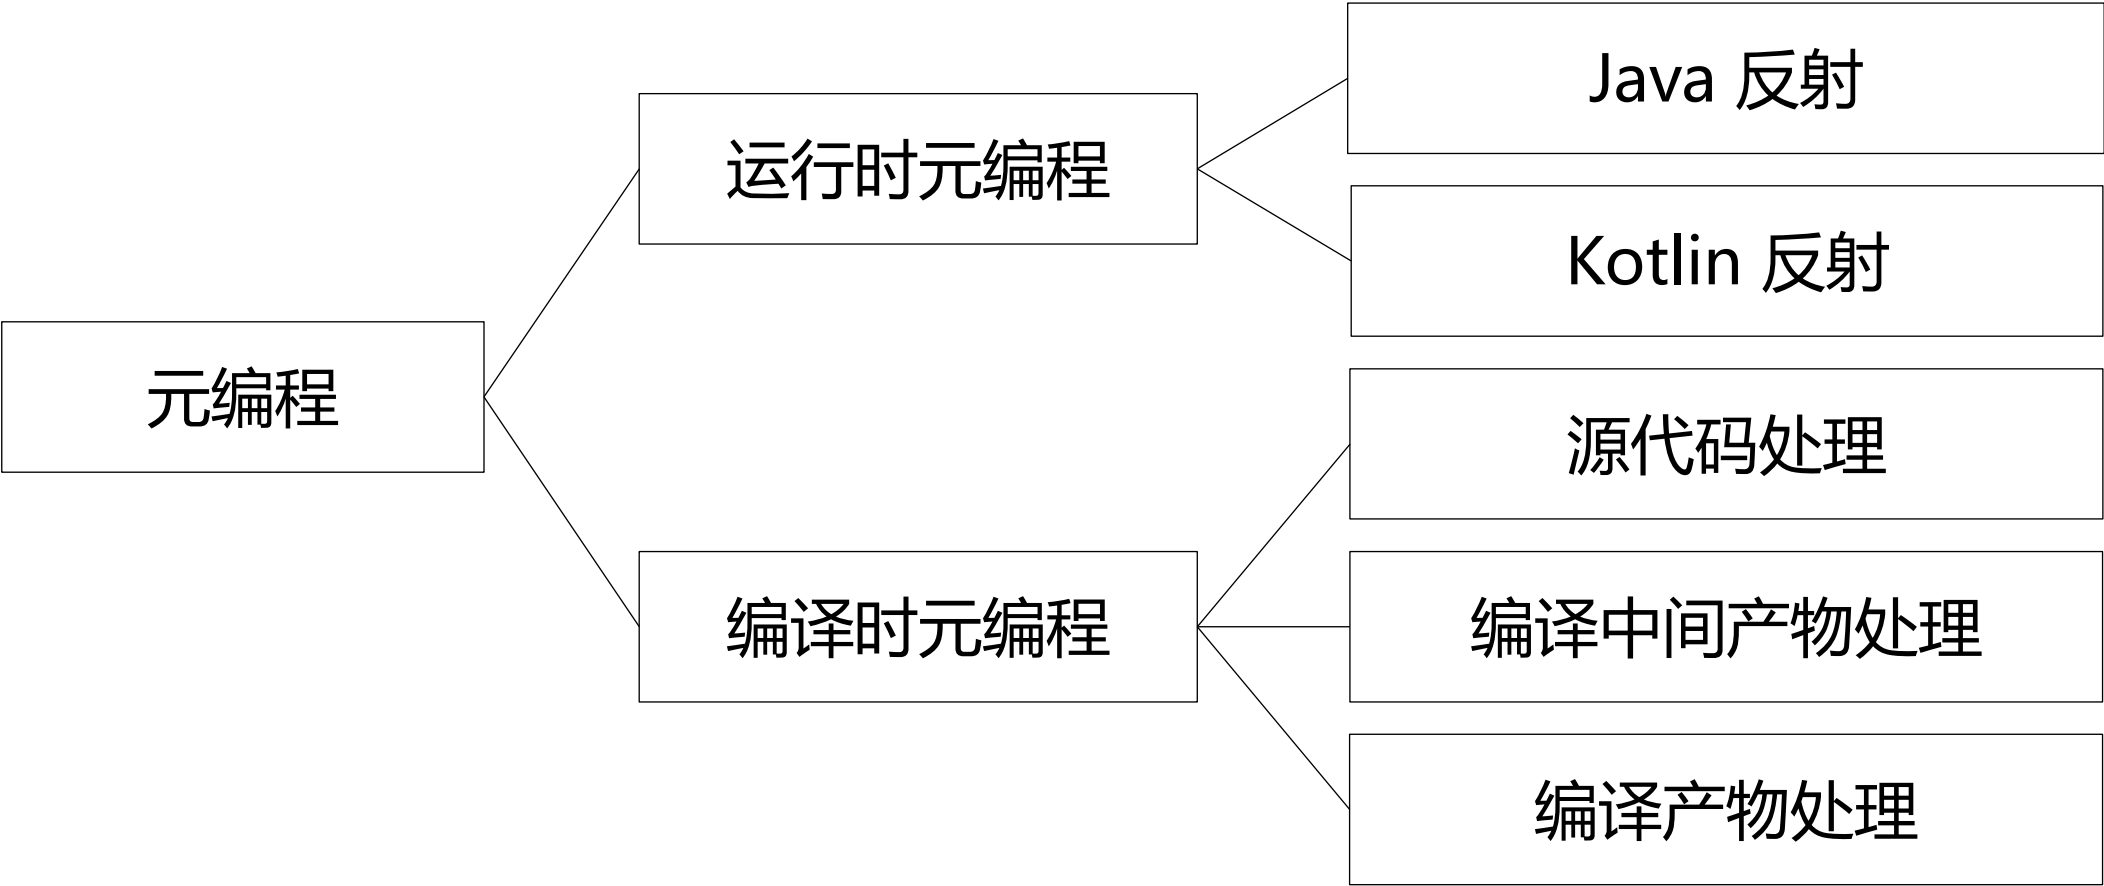 Java 反射
运行时元编程
Kotlin 反射
元编程
源代码处理
编译时元编程
编译中间产物处理
编译产物处理